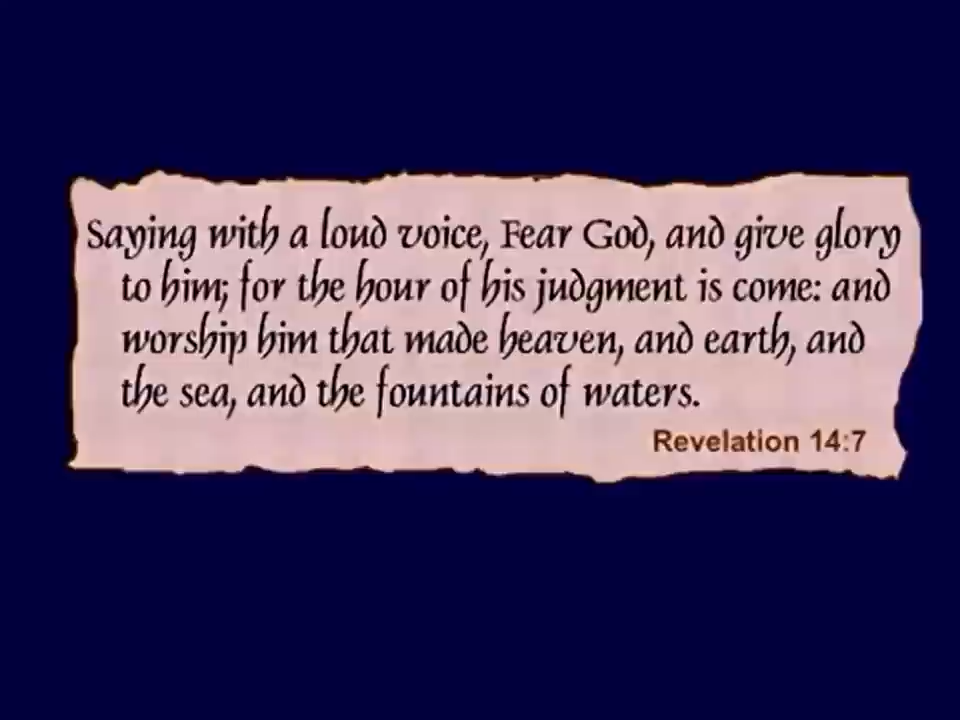 Saying with a loud voice, Fear God, and give glory
to him; for the hour of his judgment is come: and
worship him that made heaven, and earth, and
the sea, and the fountains of waters.
Revelation 14:7